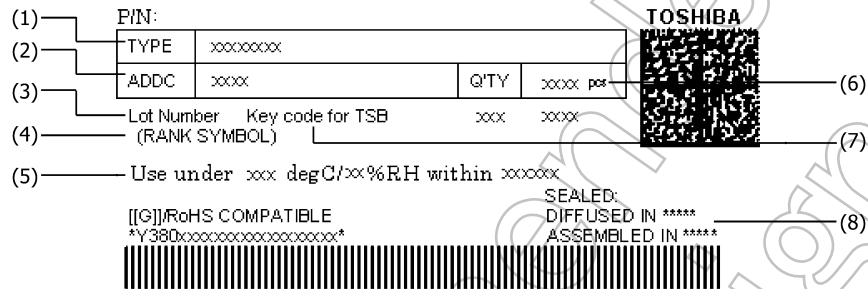 (1) P/N: TOSHIBA
TYPE xxxxxxxx
(2)
ADDC xxxx Q'TY xxxx pcs (6)
(3) Lot Number Key code for TSB xxx xxxx
(4) (RANK SYMBOL) (7)
(5) Use under xxx degC/xx%RH within xxxxxx
SEALED:
[[G]]/RoHS COMPATIBLE DIFFUSED IN ***** (8)
*Y380xxxxxxxxxxxxxxxxxx* ASSEMBLED IN *****